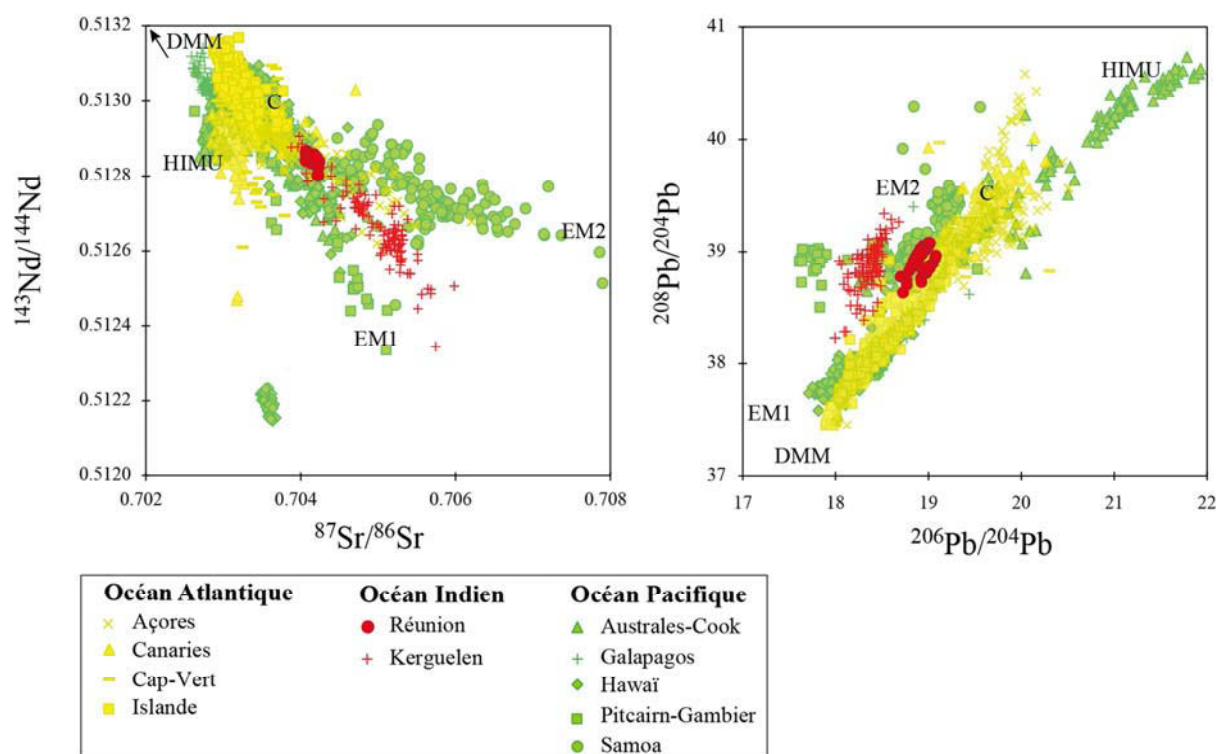 0.5132
DMM
0.5130
C
HIMU
0.5128
0.5126
EM2
0.5124
EM1
0.5122
0.5120
0.702
0.704
0.706
0.708
143Nd/144Nd
87Sr/86Sr
41
HIMU
40
EM2
C
39
38
EM1
DMM
37
17
18
19
20
21
22
208Pb/204Pb
206Pb/204Pb
Océan Atlantique
Açores
Canaries
Cap-Vert
Islande
Océan Indien
Réunion
Kerguelen
Océan Pacifique
Australes-Cook
Galapagos
Hawaï
Pitcairn-Gambier
Samoa